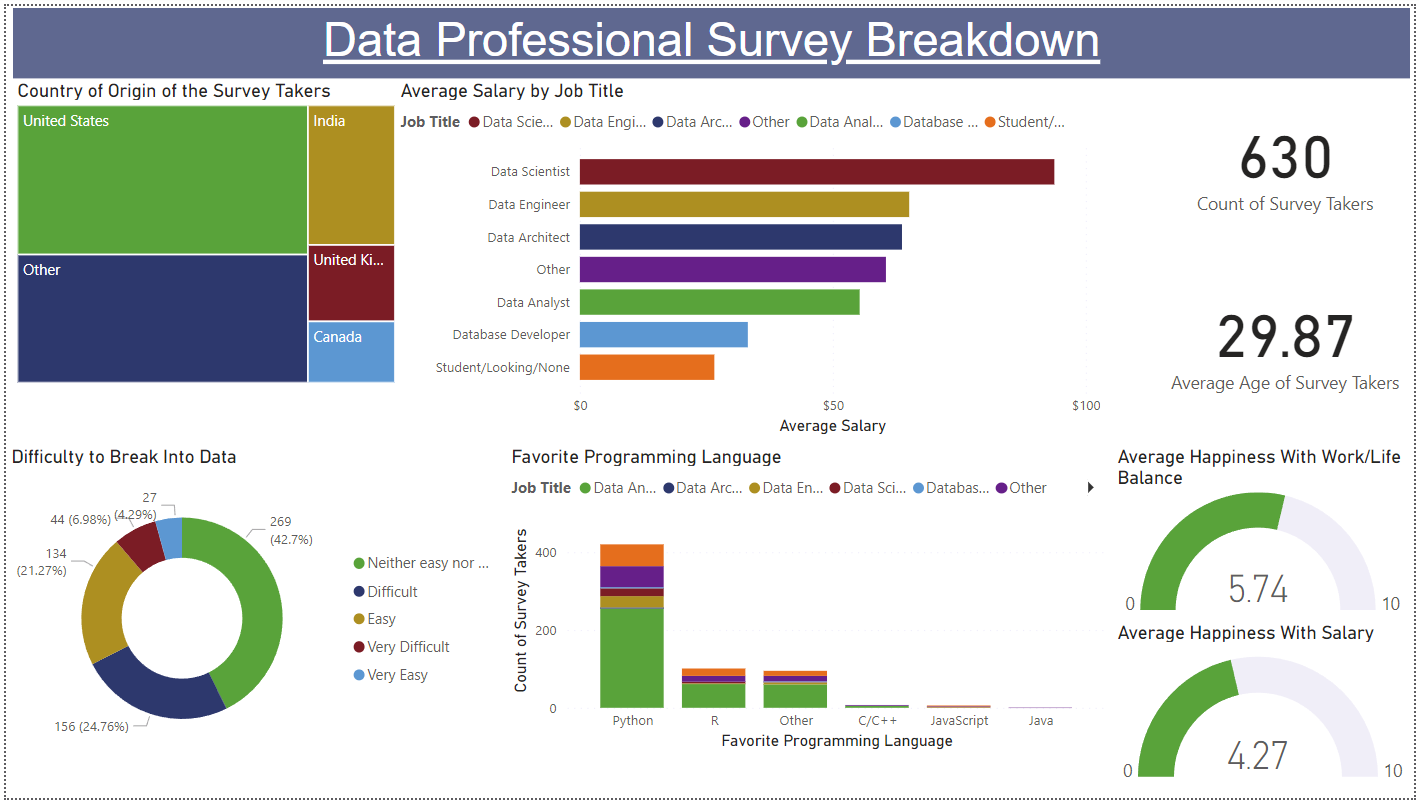 Data Professional Survey Breakdown
Country of Origin of the Survey Takers
United States
India
Other
United Ki...
Canada
Average Salary by Job Title
Job Title Data Scie... Data Engi... Data Arc... Other Data Anal... Database ... Student/...
Data Scientist
Data Engineer
Data Architect
Other
Data Analyst
Database Developer
Student/Looking/None
$0 $50 $100
Average Salary
630
Count of Survey Takers
29.87
Average Age of Survey Takers
Difficulty to Break Into Data
27
(4.29%)
44 (6.98%)
134
(21.27%)
156 (24.76%)
269
(42.7%)
Neither easy nor ...
Difficult
Easy
Very Difficult
Very Easy
Favorite Programming Language
Job Title Data An... Data Arc... Data En... Data Sci... Databas... Other
Count of Survey Takers
400
200
0
Python R Other C/C++ JavaScript Java
Favorite Programming Language
Average Happiness With Work/Life
Balance
5.74
0 10
Average Happiness With Salary
4.27
0 10